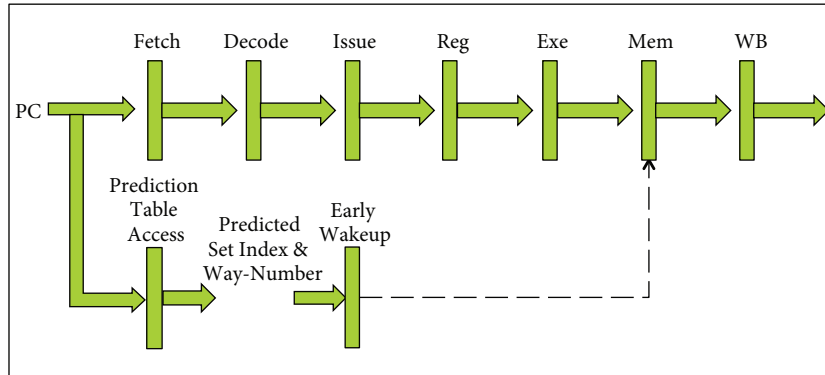 Fetch Decode Issue Reg Exe Mem WB
PC
Prediction
Table
Access
Predicted
Set Index &
Way-Number
Early
Wakeup